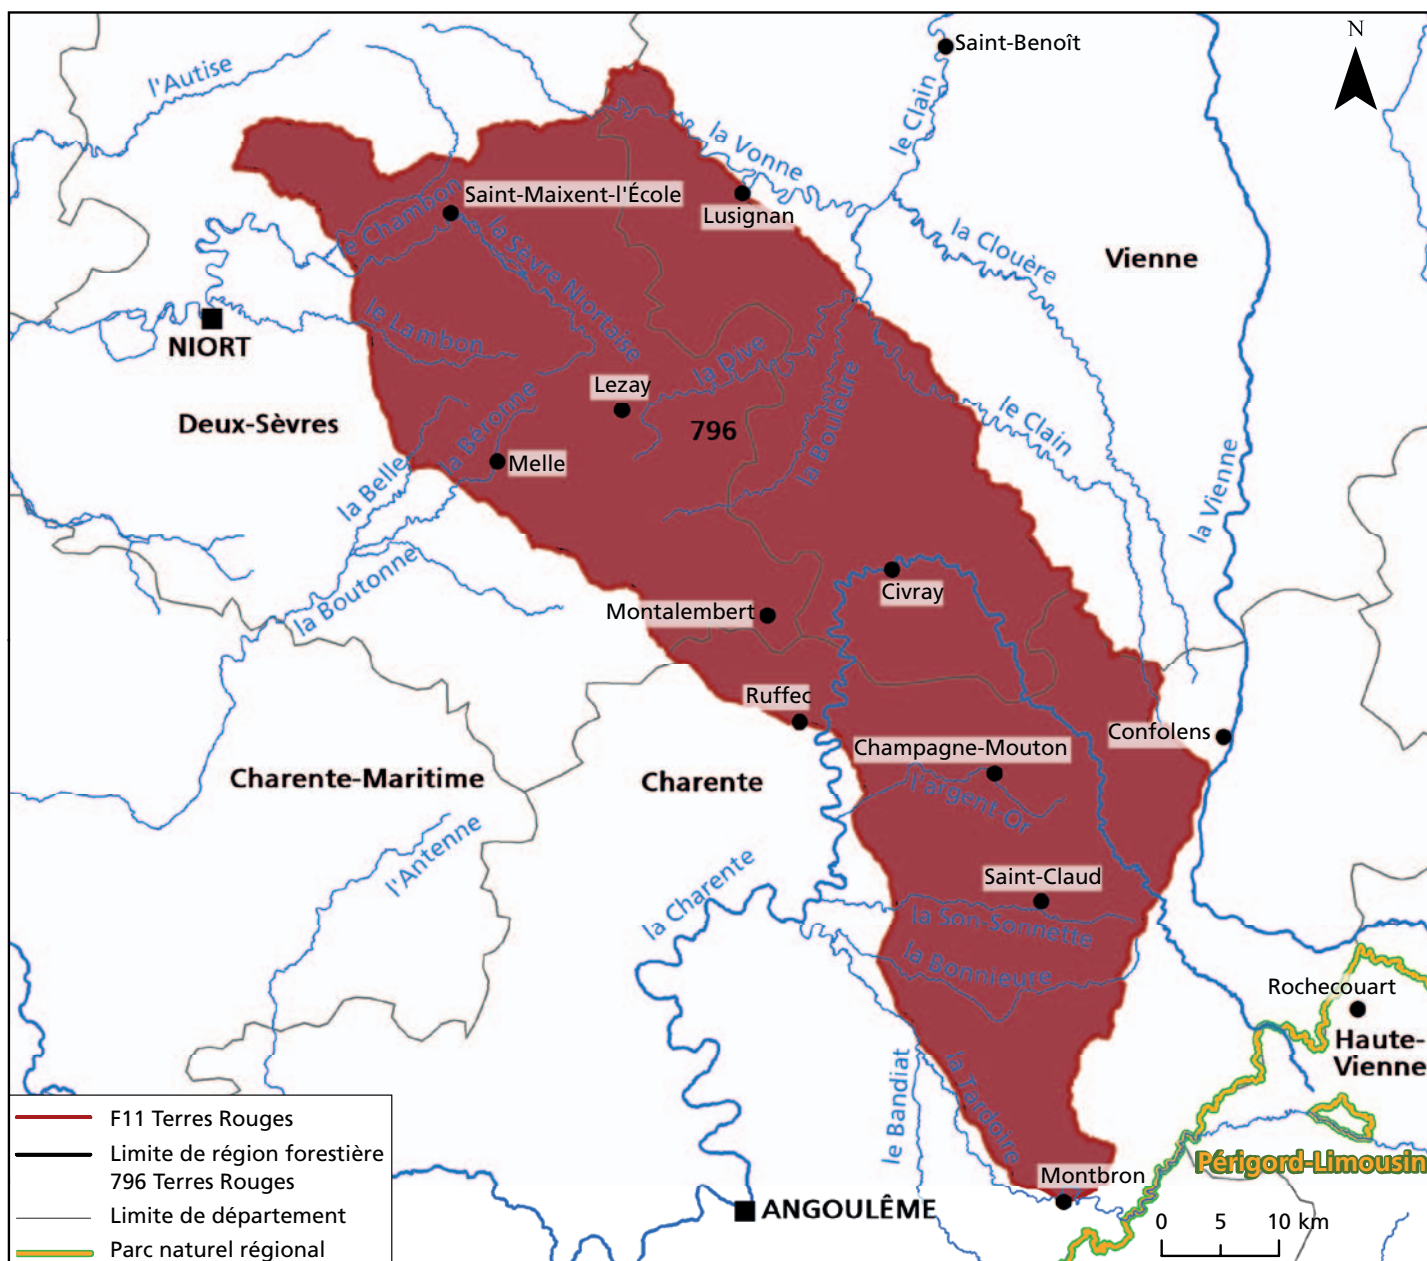 N
Saint-Benoît
l'Autise
le Clain
la Vonne
Saint-Maixent-l'École
Lusignan
le Chambon
la Sèvre Niortaise
la Clouère
Vienne
NIORT
le Lambon
la Dive
Lezay
Deux-Sèvres
796
la Bouleure
le Clain
la Béronne
Melle
la Belle
la Vienne
la Boutonne
Civray
Montalembert
Ruffec
Confolens
Champagne-Mouton
Charente-Maritime
Charente
l'argent-Or
l'Antenne
Saint-Claud
la Charente
la Son-Sonnette
la Bonnieure
Rochecouart
Haute-
Vienne
le Bandiat
la Tardoire
Périgord-Limousin
Montbron
ANGOULÊME
F11 Terres Rouges
Limite de région forestière
796 Terres Rouges
Limite de département
Parc naturel régional
0 5 10 km